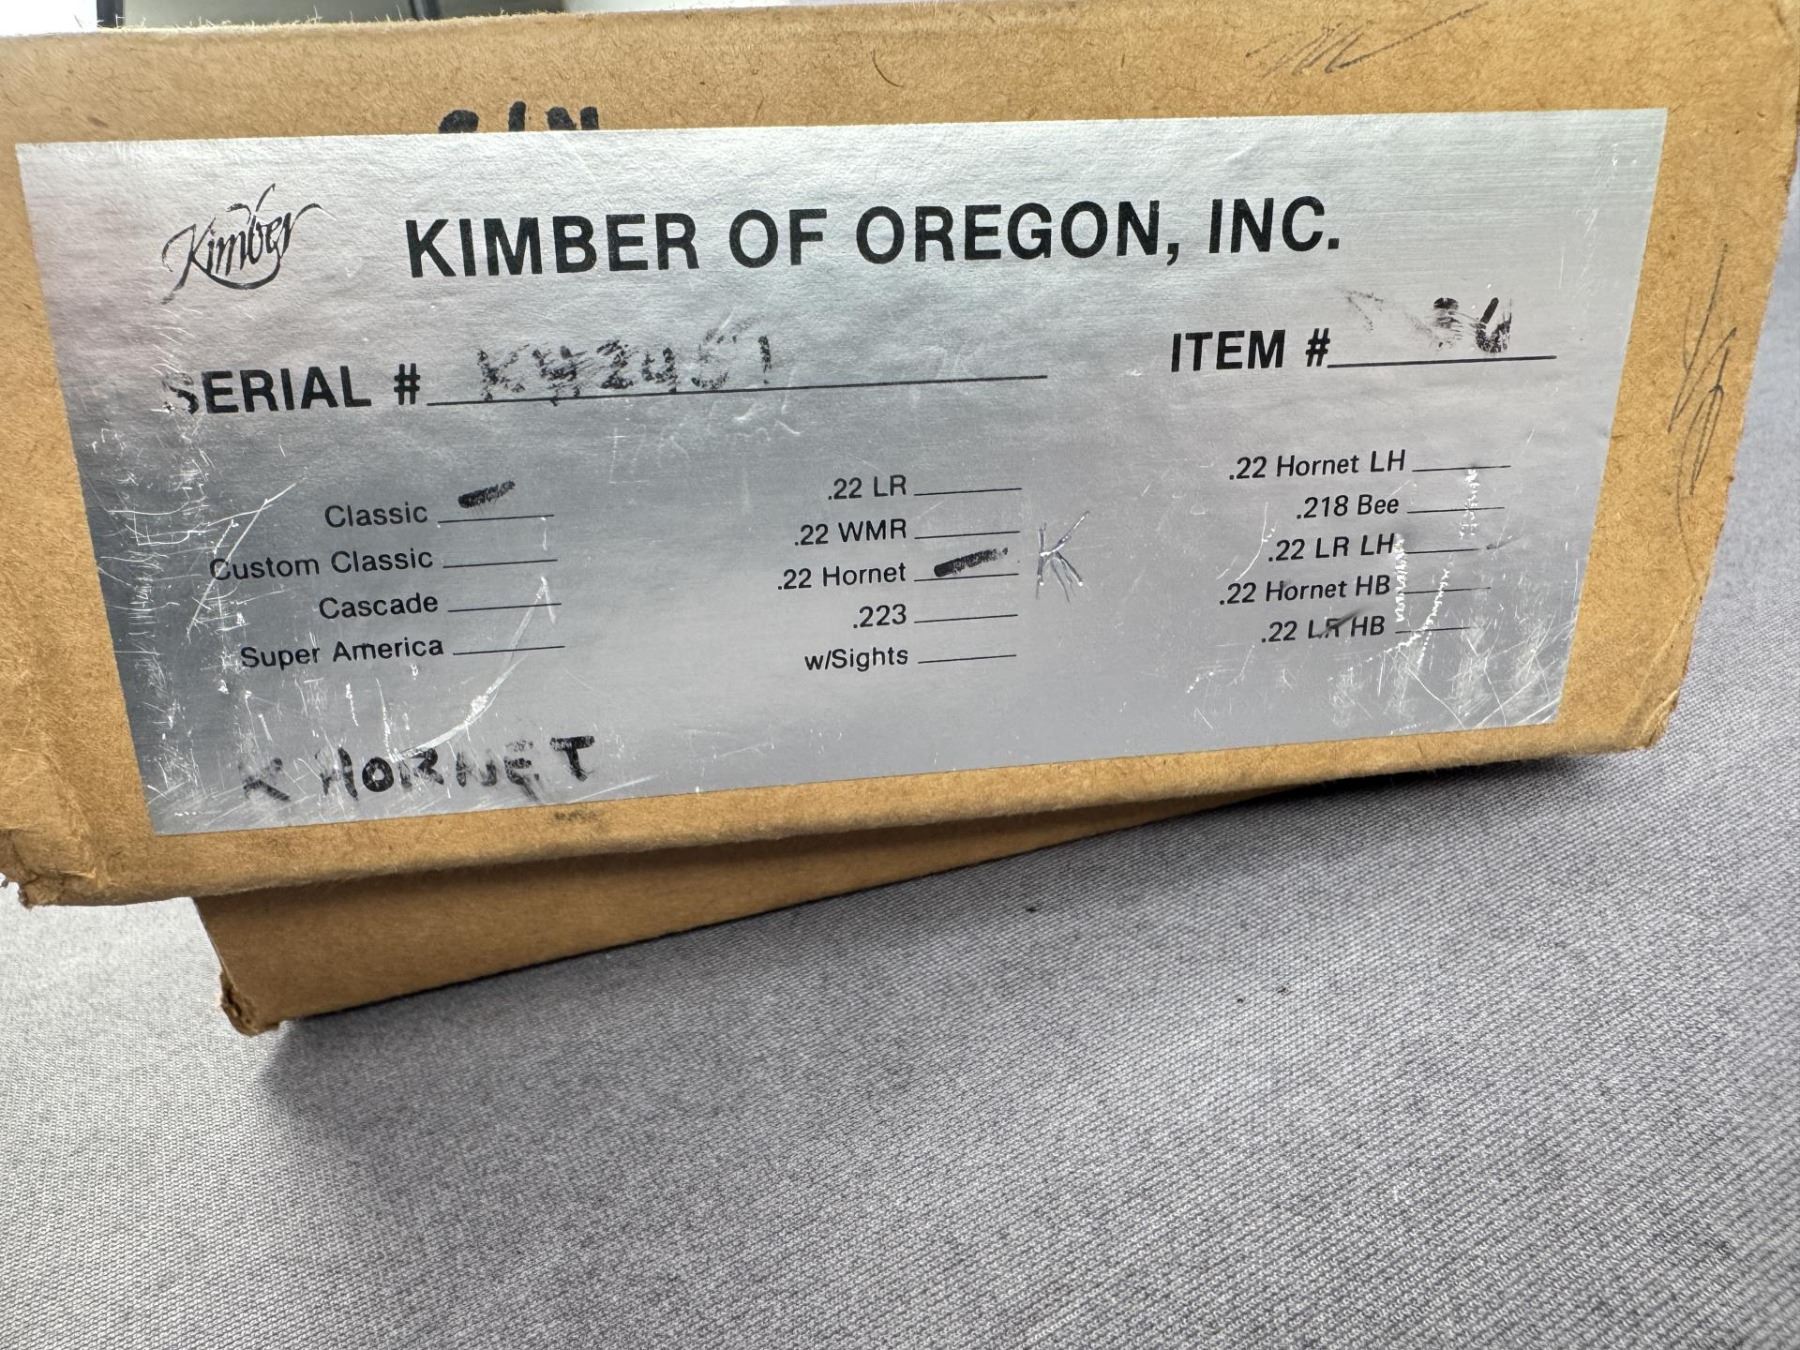 S/N
Kimber
KIMBER OF OREGON, INC.
SERIAL #
ITEM #
Classic
Custom Classic
Cascade
Super America
.22 LR
.22 WMR
.22 Hornet K
.223
w/Sights
.22 Hornet LH
.218 Bee
.22 LR LH
.22 Hornet HB
.22 LR HB
K HORNET